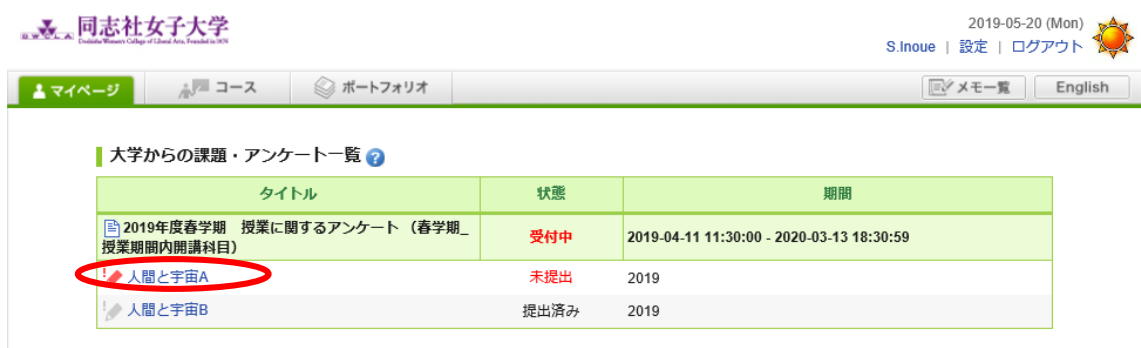 同志社女子大学
Doshisha Women's College of Liberal Arts, Founded in 1876
2019-05-20 (Mon)
S.Inoue | 設定 | ログアウト
マイページ コース ポートフォリオ メモ一覧 English
大学からの課題・アンケート一覧 ?
タイトル 状態 期間
2019年度春学期 授業に関するアンケート (春学期_
授業期間内開講科目) 受付中 2019-04-11 11:30:00 - 2020-03-13 18:30:59
人間と宇宙A 未提出 2019
人間と宇宙B 提出済み 2019